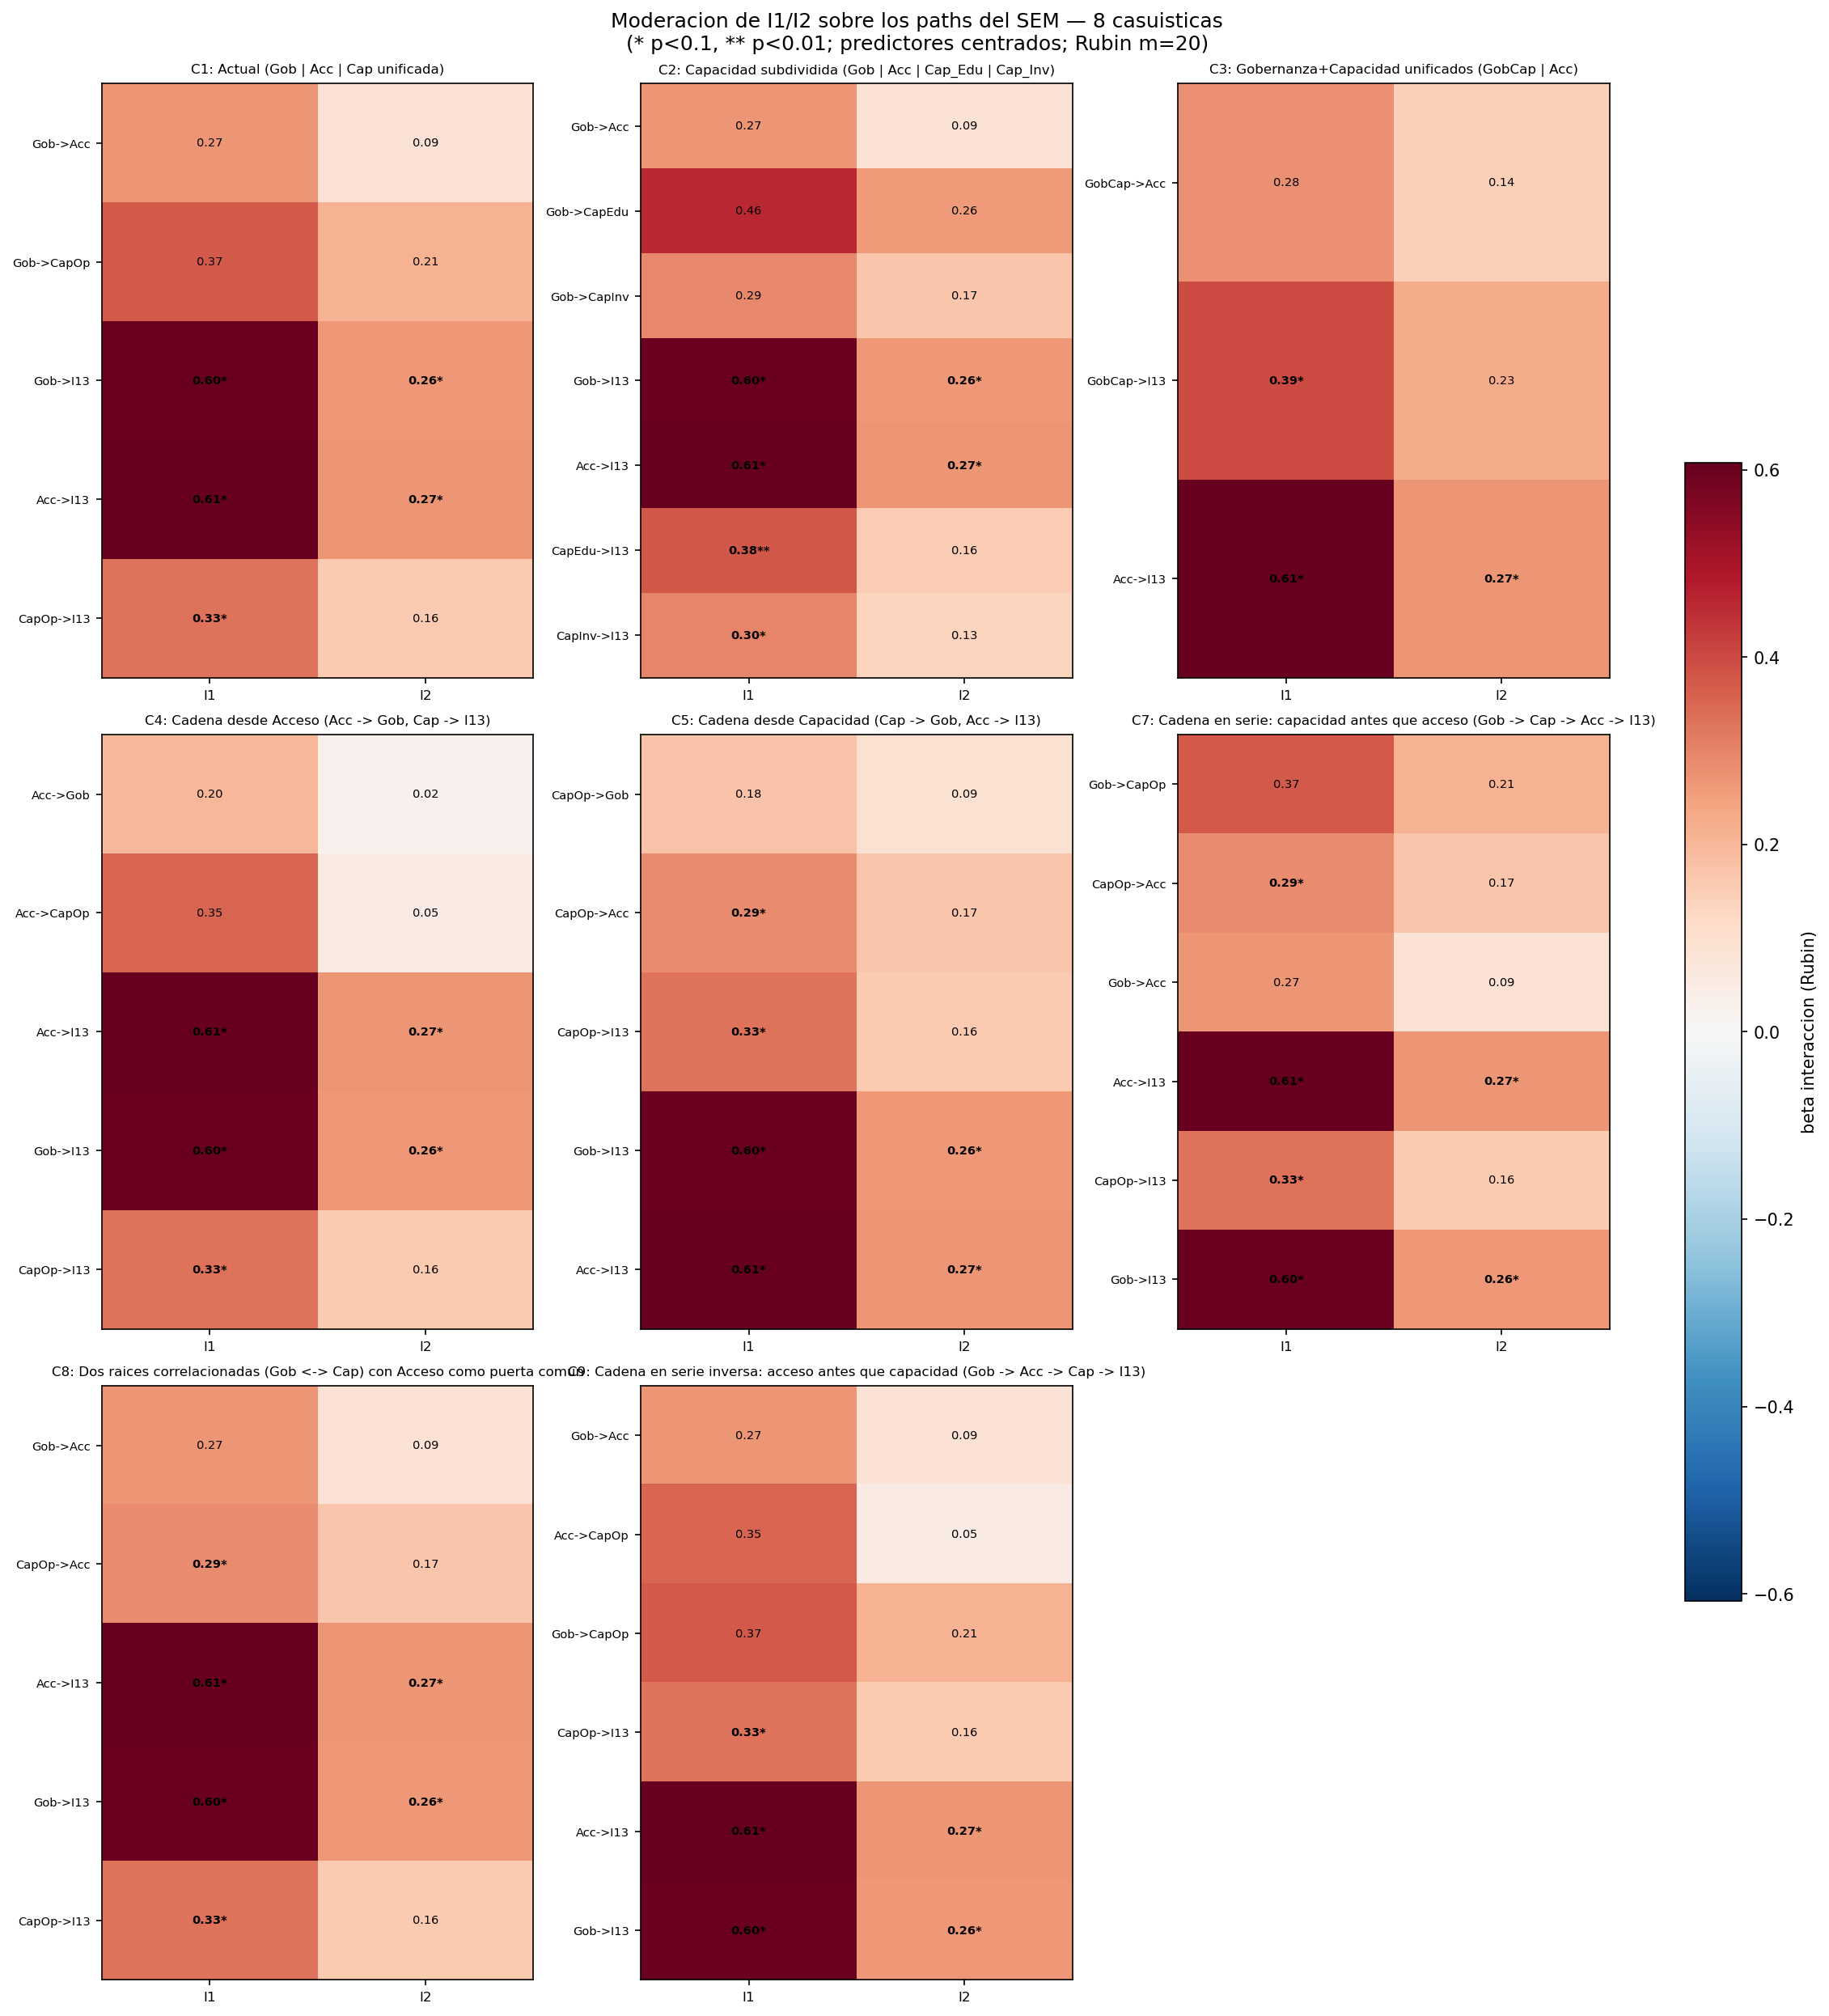 Moderacion de I1/I2 sobre los paths del SEM — 8 casuisticas
(* p<0.1, ** p<0.01; predictores centrados; Rubin m=20)
C1: Actual (Gob | Acc | Cap unificada)
Gob->Acc 0.27 0.09
Gob->CapOp 0.37 0.21
Gob->I13 0.60* 0.26*
Acc->I13 0.61* 0.27*
CapOp->I13 0.33* 0.16
I1 I2
C2: Capacidad subdividida (Gob | Acc | Cap_Edu | Cap_Inv)
Gob->Acc 0.27 0.09
Gob->CapEdu 0.46 0.26
Gob->CapInv 0.29 0.17
Gob->I13 0.60* 0.26*
Acc->I13 0.61* 0.27*
CapEdu->I13 0.38** 0.16
CapInv->I13 0.30* 0.13
I1 I2
C3: Gobernanza+Capacidad unificados (GobCap | Acc)
GobCap->Acc 0.28 0.14
GobCap->I13 0.39* 0.23
Acc->I13 0.61* 0.27*
I1 I2
C4: Cadena desde Acceso (Acc -> Gob, Cap -> I13)
Acc->Gob 0.20 0.02
Acc->CapOp 0.35 0.05
Acc->I13 0.61* 0.27*
Gob->I13 0.60* 0.26*
CapOp->I13 0.33* 0.16
I1 I2
C5: Cadena desde Capacidad (Cap -> Gob, Acc -> I13)
CapOp->Gob 0.18 0.09
CapOp->Acc 0.29* 0.17
CapOp->I13 0.33* 0.16
Gob->I13 0.60* 0.26*
Acc->I13 0.61* 0.27*
I1 I2
C7: Cadena en serie: capacidad antes que acceso (Gob -> Cap -> Acc -> I13)
Gob->CapOp 0.37 0.21
CapOp->Acc 0.29* 0.17
Gob->Acc 0.27 0.09
Acc->I13 0.61* 0.27*
CapOp->I13 0.33* 0.16
Gob->I13 0.60* 0.26*
I1 I2
C8: Dos raices correlacionadas (Gob <-> Cap) con Acceso como puerta comun
Gob->Acc 0.27 0.09
CapOp->Acc 0.29* 0.17
Acc->I13 0.61* 0.27*
Gob->I13 0.60* 0.26*
CapOp->I13 0.33* 0.16
I1 I2
C9: Cadena en serie inversa: acceso antes que capacidad (Gob -> Acc -> Cap -> I13)
Gob->Acc 0.27 0.09
Acc->CapOp 0.35 0.05
Gob->CapOp 0.37 0.21
CapOp->I13 0.33* 0.16
Acc->I13 0.61* 0.27*
Gob->I13 0.60* 0.26*
I1 I2
0.6
0.4
0.2
0.0
−0.2
−0.4
−0.6
beta interaccion (Rubin)